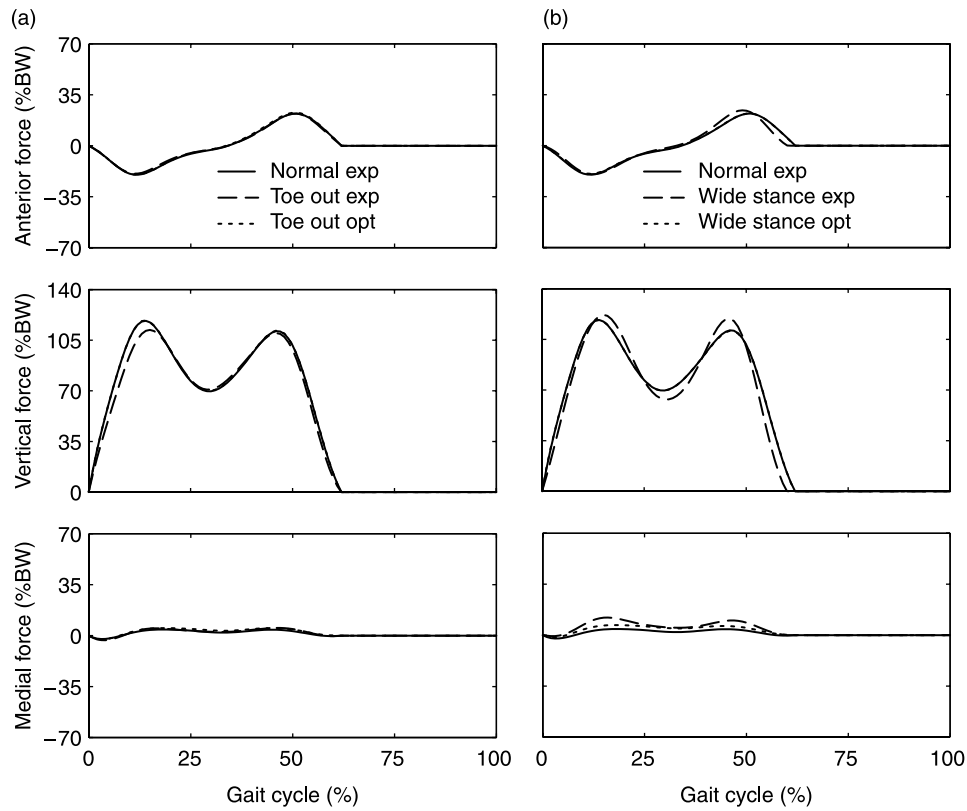 (a)
(b)
Anterior force (%BW)
70
35
0
−35
−70
Normal exp
Toe out exp
Toe out opt
Normal exp
Wide stance exp
Wide stance opt
Vertical force (%BW)
140
105
70
35
0
Medial force (%BW)
70
35
0
−35
−70
0
25
50
75
100
0
25
50
75
100
Gait cycle (%)
Gait cycle (%)